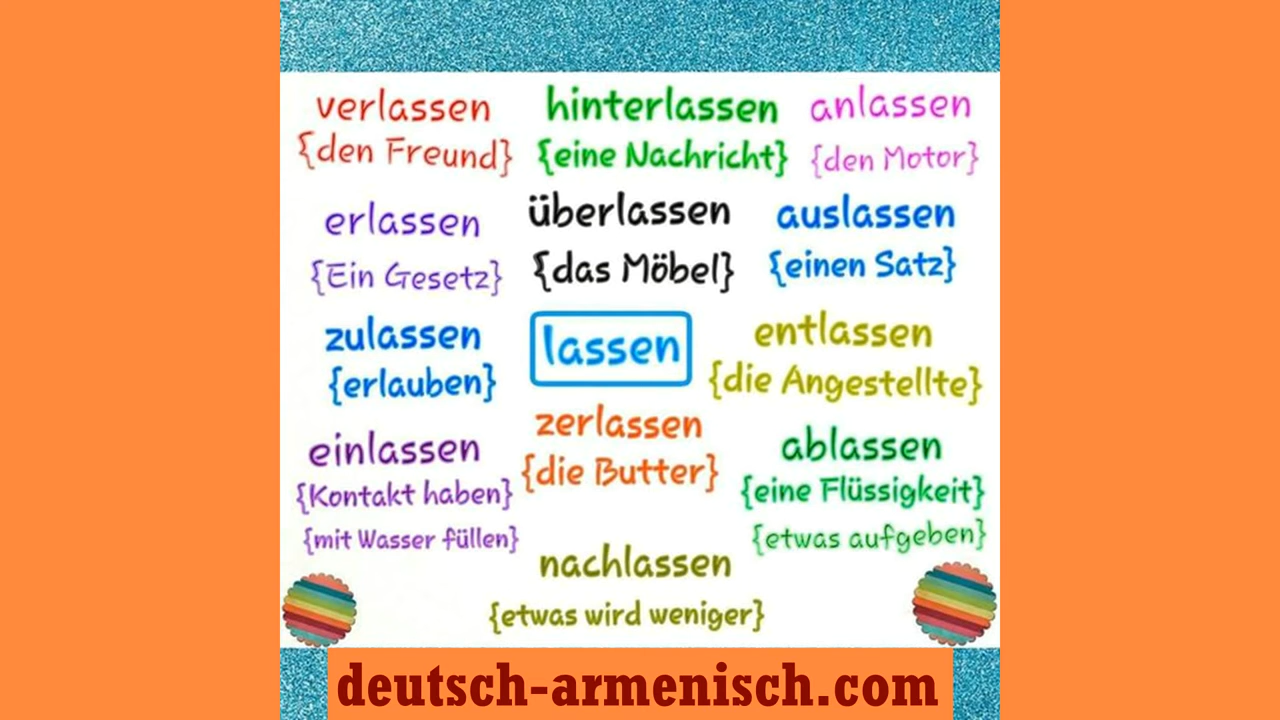 verlassen
{den Freund}
hinterlassen
{eine Nachricht}
anlassen
{den Motor}
erlassen
{Ein Gesetz}
überlassen
{das Möbel}
auslassen
{einen Satz}
zulassen
{erlauben}
lassen
entlassen
{die Angestellte}
einlassen
{Kontakt haben}
{mit Wasser füllen}
zerlassen
{die Butter}
ablassen
{eine Flüssigkeit}
{etwas aufgeben}
nachlassen
{etwas wird weniger}
deutsch-armenisch.com